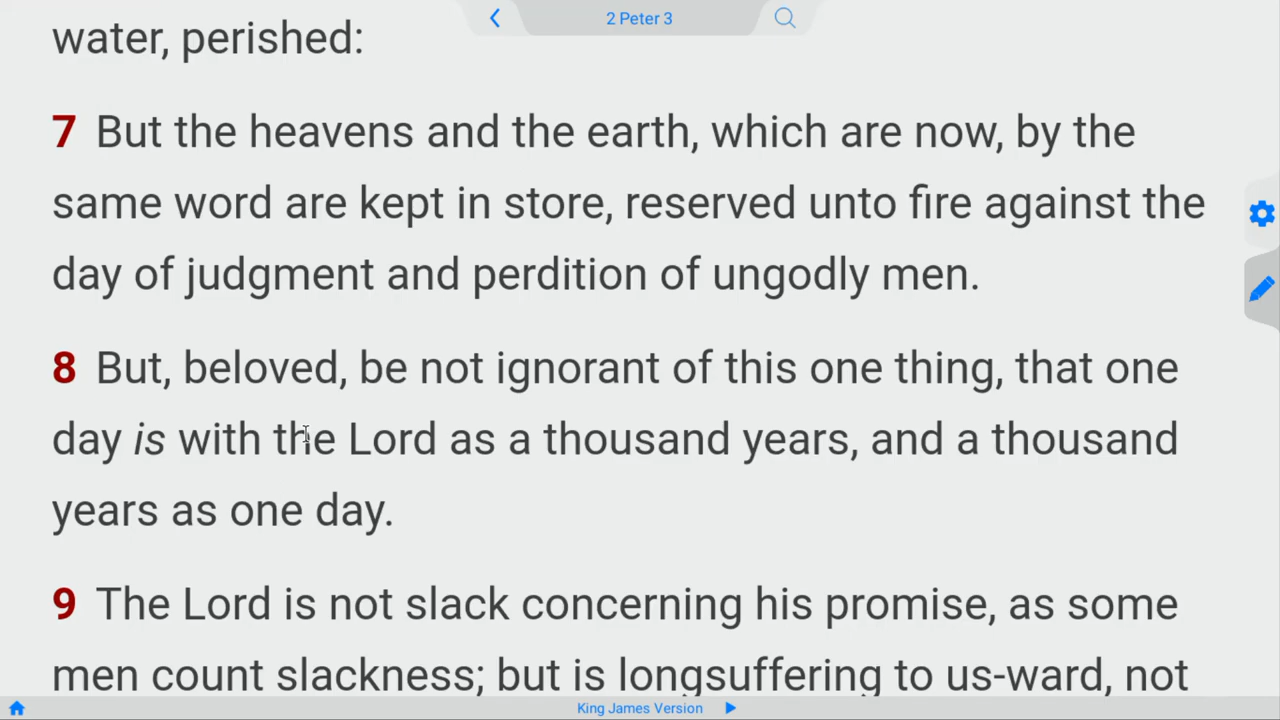 2 Peter 3
water, perished:
7 But the heavens and the earth, which are now, by the
same word are kept in store, reserved unto fire against the
day of judgment and perdition of ungodly men.
8 But, beloved, be not ignorant of this one thing, that one
day is with the Lord as a thousand years, and a thousand
years as one day.
9 The Lord is not slack concerning his promise, as some
men count slackness; but is longsuffering to us-ward, not
King James Version